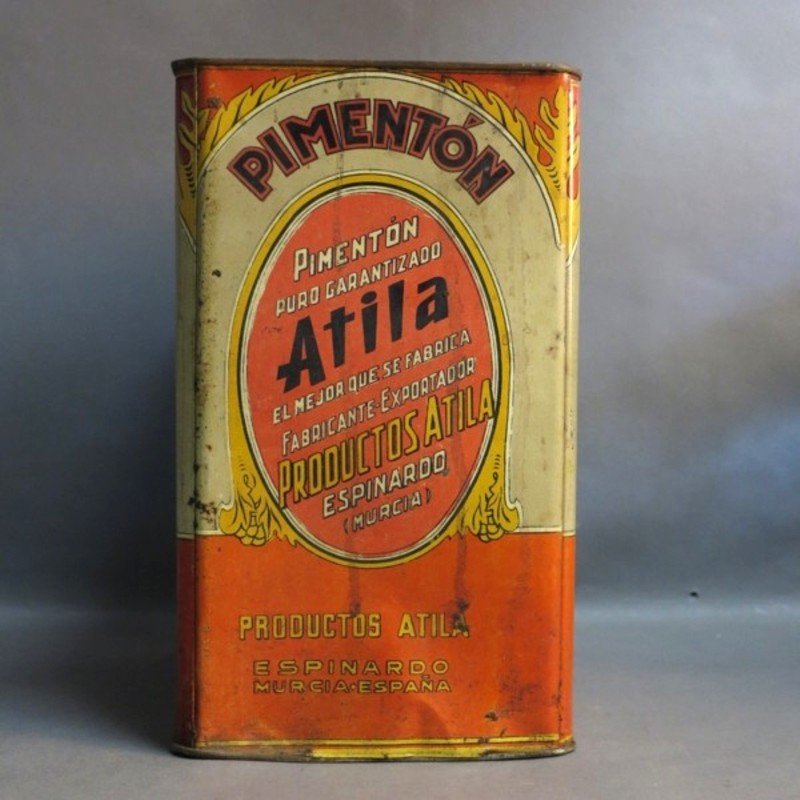 PIMENTÓN
PIMENTÓN
PURO GARANTIZADO
Atila
EL MEJOR QUE SE FABRICA
FABRICANTE-EXPORTADOR
PRODUCTOS ATILA
ESPINARDO
(MURCIA)
PRODUCTOS ATILA
ESPINARDO
MURCIA·ESPAÑA